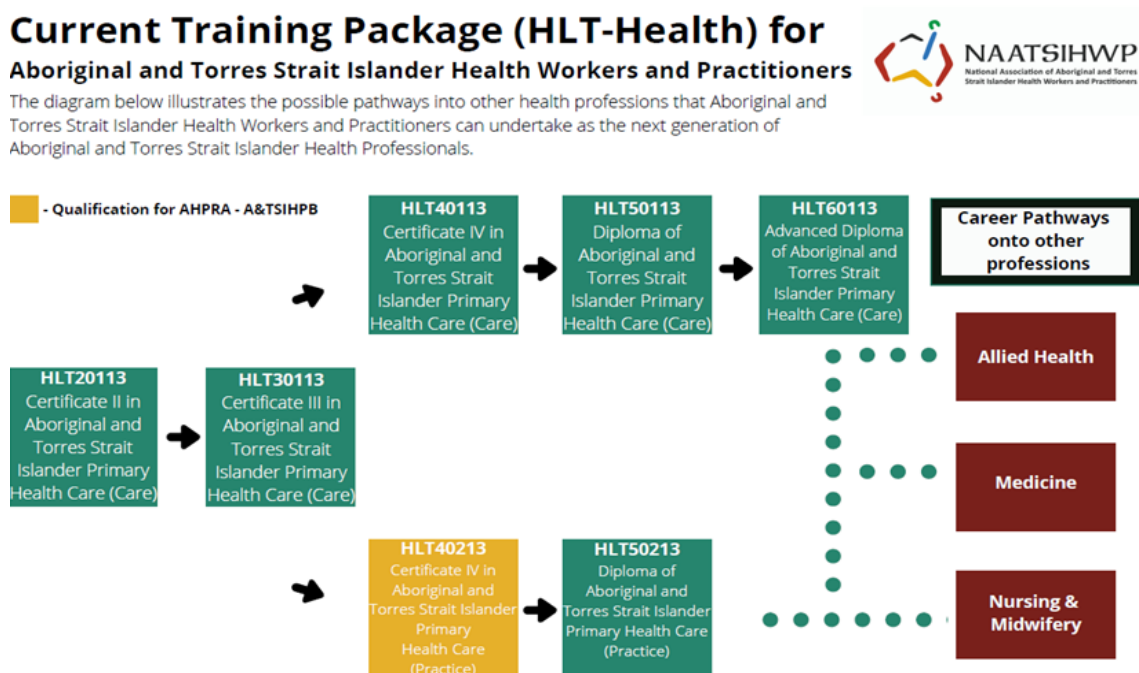 Current Training Package (HLT-Health) for
Aboriginal and Torres Strait Islander Health Workers and Practitioners
The diagram below illustrates the possible pathways into other health professions that Aboriginal and
Torres Strait Islander Health Workers and Practitioners can undertake as the next generation of
Aboriginal and Torres Strait Islander Health Professionals.
NAATSIHWP
National Association of Aboriginal and Torres
Strait Islander Health Workers and Practitioners
- Qualification for AHPRA - A&TSIHPB
HLT40113
Certificate IV in
Aboriginal and
Torres Strait
Islander Primary
Health Care (Care)
HLT50113
Diploma of
Aboriginal and
Torres Strait
Islander Primary
Health Care (Care)
HLT60113
Advanced Diploma
of Aboriginal and
Torres Strait
Islander Primary
Health Care (Care)
Career Pathways
onto other
professions
Allied Health
HLT20113
Certificate II in
Aboriginal and
Torres Strait
Islander Primary
Health Care (Care)
HLT30113
Certificate III in
Aboriginal and
Torres Strait
Islander Primary
Health Care (Care)
Medicine
HLT40213
Certificate IV in
Aboriginal and
Torres Strait Islander
Primary
Health Care
(Practice)
HLT50213
Diploma of
Aboriginal and
Torres Strait Islander
Primary Health Care
(Practice)
Nursing &
Midwifery